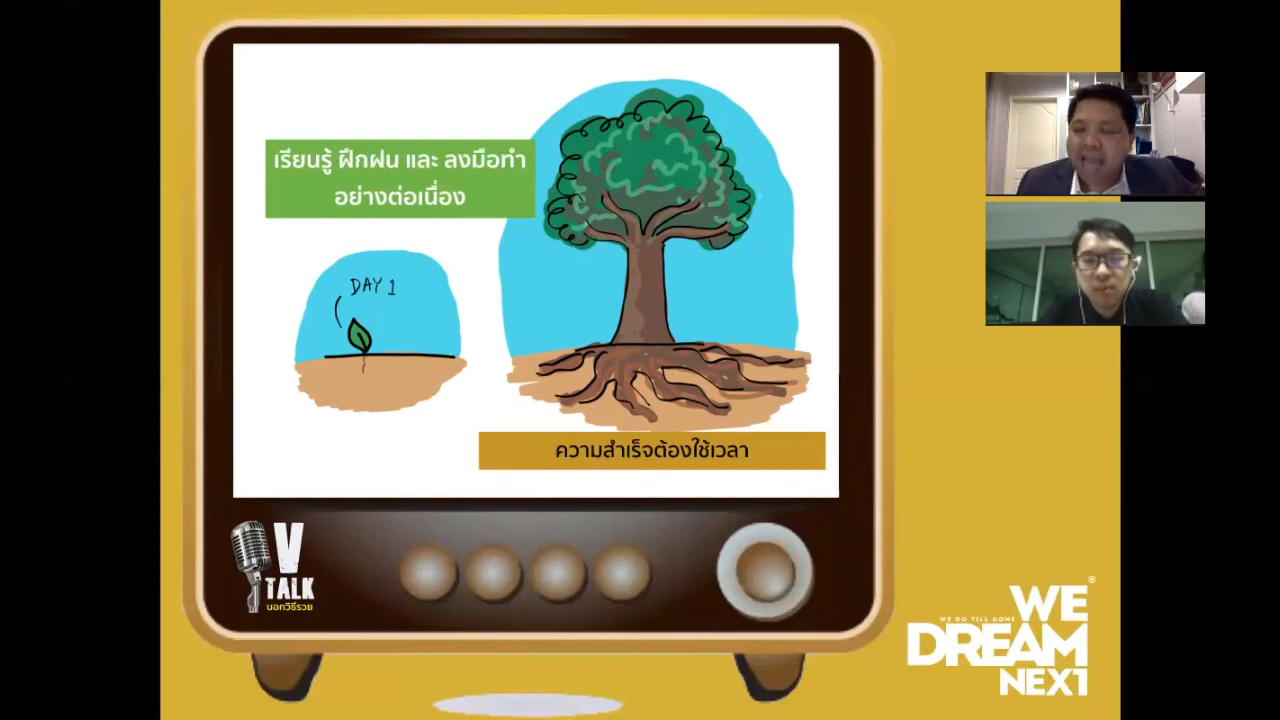 เรียนรู้ ฝึกฝน และ ลงมือทำ
อย่างต่อเนื่อง
DAY 1
ความสำเร็จต้องใช้เวลา
V
TALK
บอกวิธีรวย
WE®
WE DO TILL DONE
DREAM
NEX1